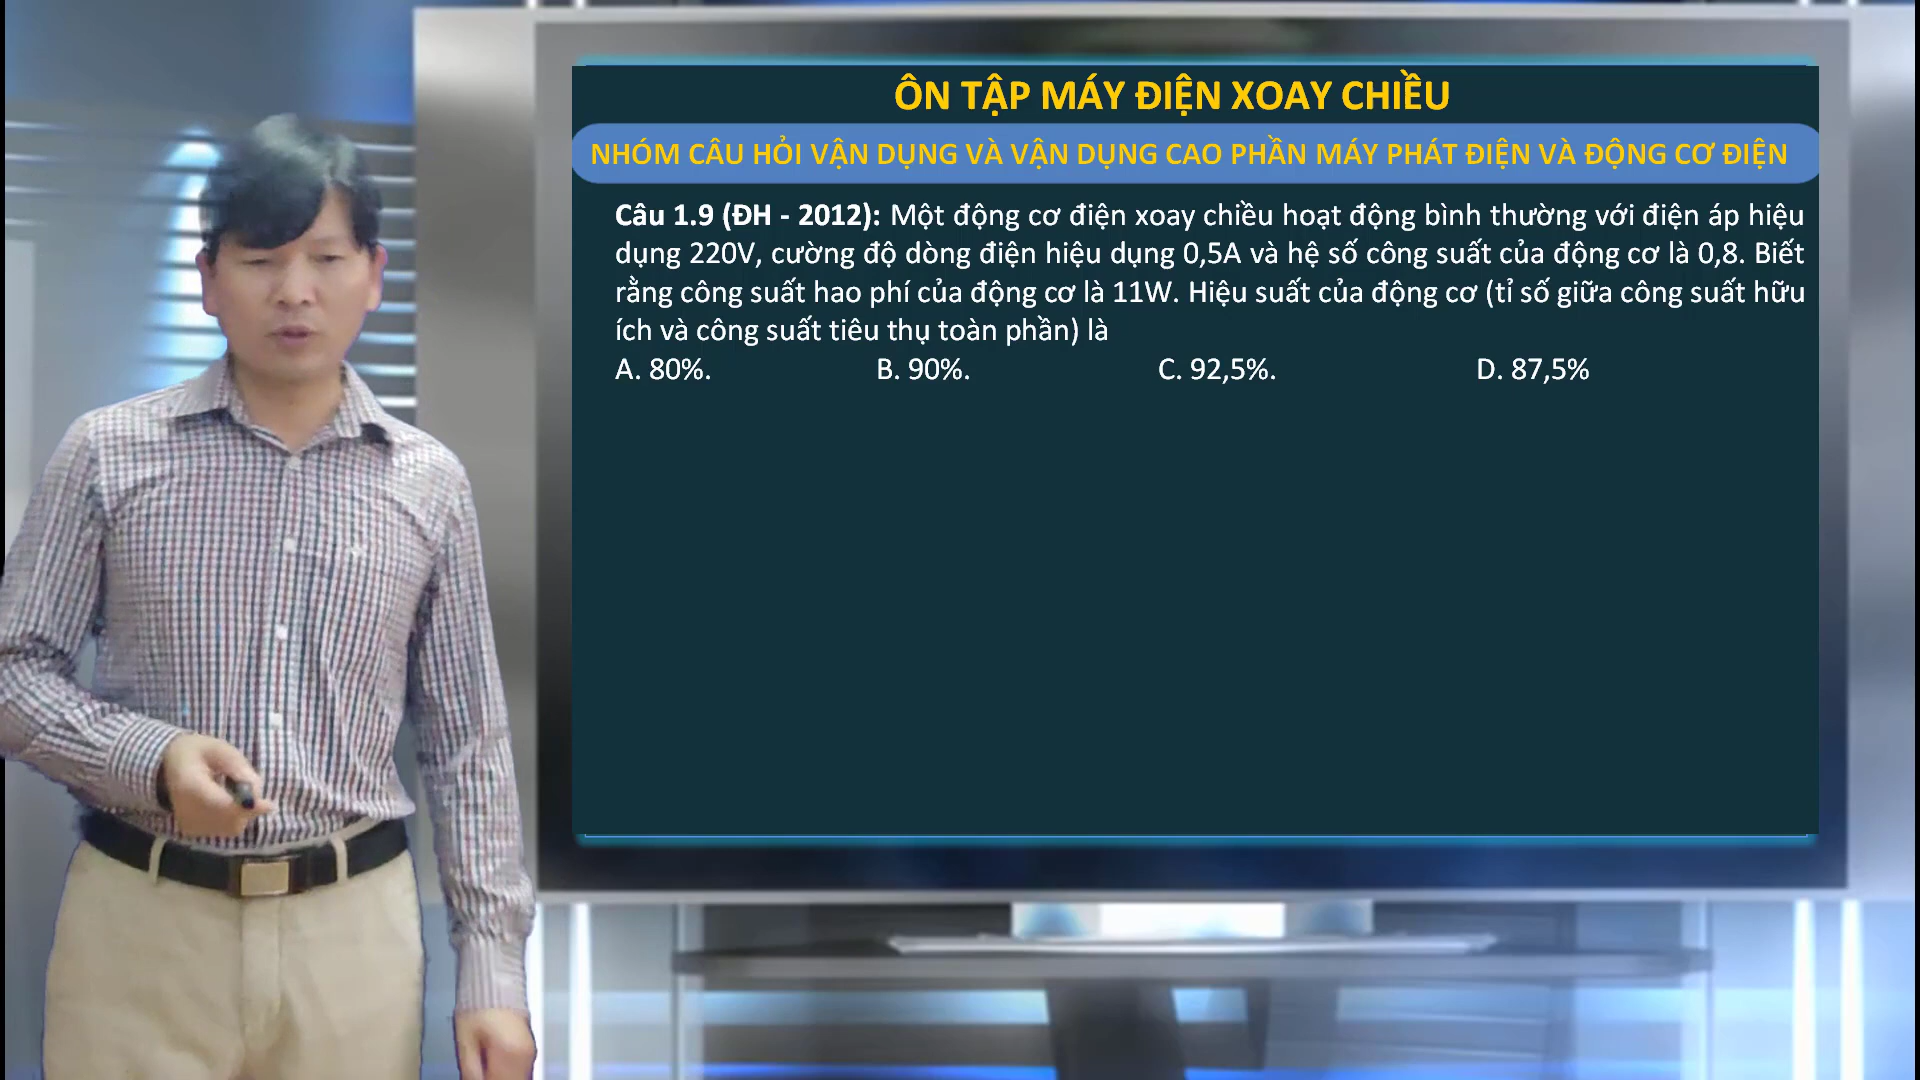 ÔN TẬP MÁY ĐIỆN XOAY CHIỀU
NHÓM CÂU HỎI VẬN DỤNG VÀ VẬN DỤNG CAO PHẦN MÁY PHÁT ĐIỆN VÀ ĐỘNG CƠ ĐIỆN
Câu 1.9 (ĐH - 2012): Một động cơ điện xoay chiều hoạt động bình thường với điện áp hiệu
dụng 220V, cường độ dòng điện hiệu dụng 0,5A và hệ số công suất của động cơ là 0,8. Biết
rằng công suất hao phí của động cơ là 11W. Hiệu suất của động cơ (tỉ số giữa công suất hữu
ích và công suất tiêu thụ toàn phần) là
A. 80%. B. 90%. C. 92,5%. D. 87,5%